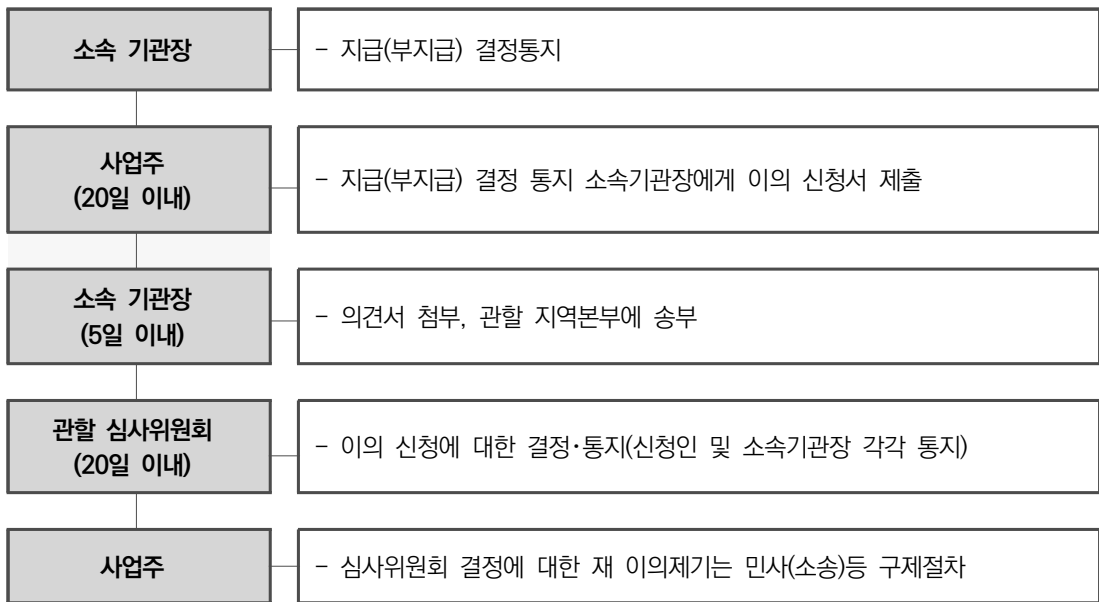 소속 기관장
- 지급(부지급) 결정통지
사업주
(20일 이내)
- 지급(부지급) 결정 통지 소속기관장에게 이의 신청서 제출
소속 기관장
(5일 이내)
- 의견서 첨부, 관할 지역본부에 송부
관할 심사위원회
(20일 이내)
- 이의 신청에 대한 결정·통지(신청인 및 소속기관장 각각 통지)
사업주
- 심사위원회 결정에 대한 재 이의제기는 민사(소송)등 구제절차